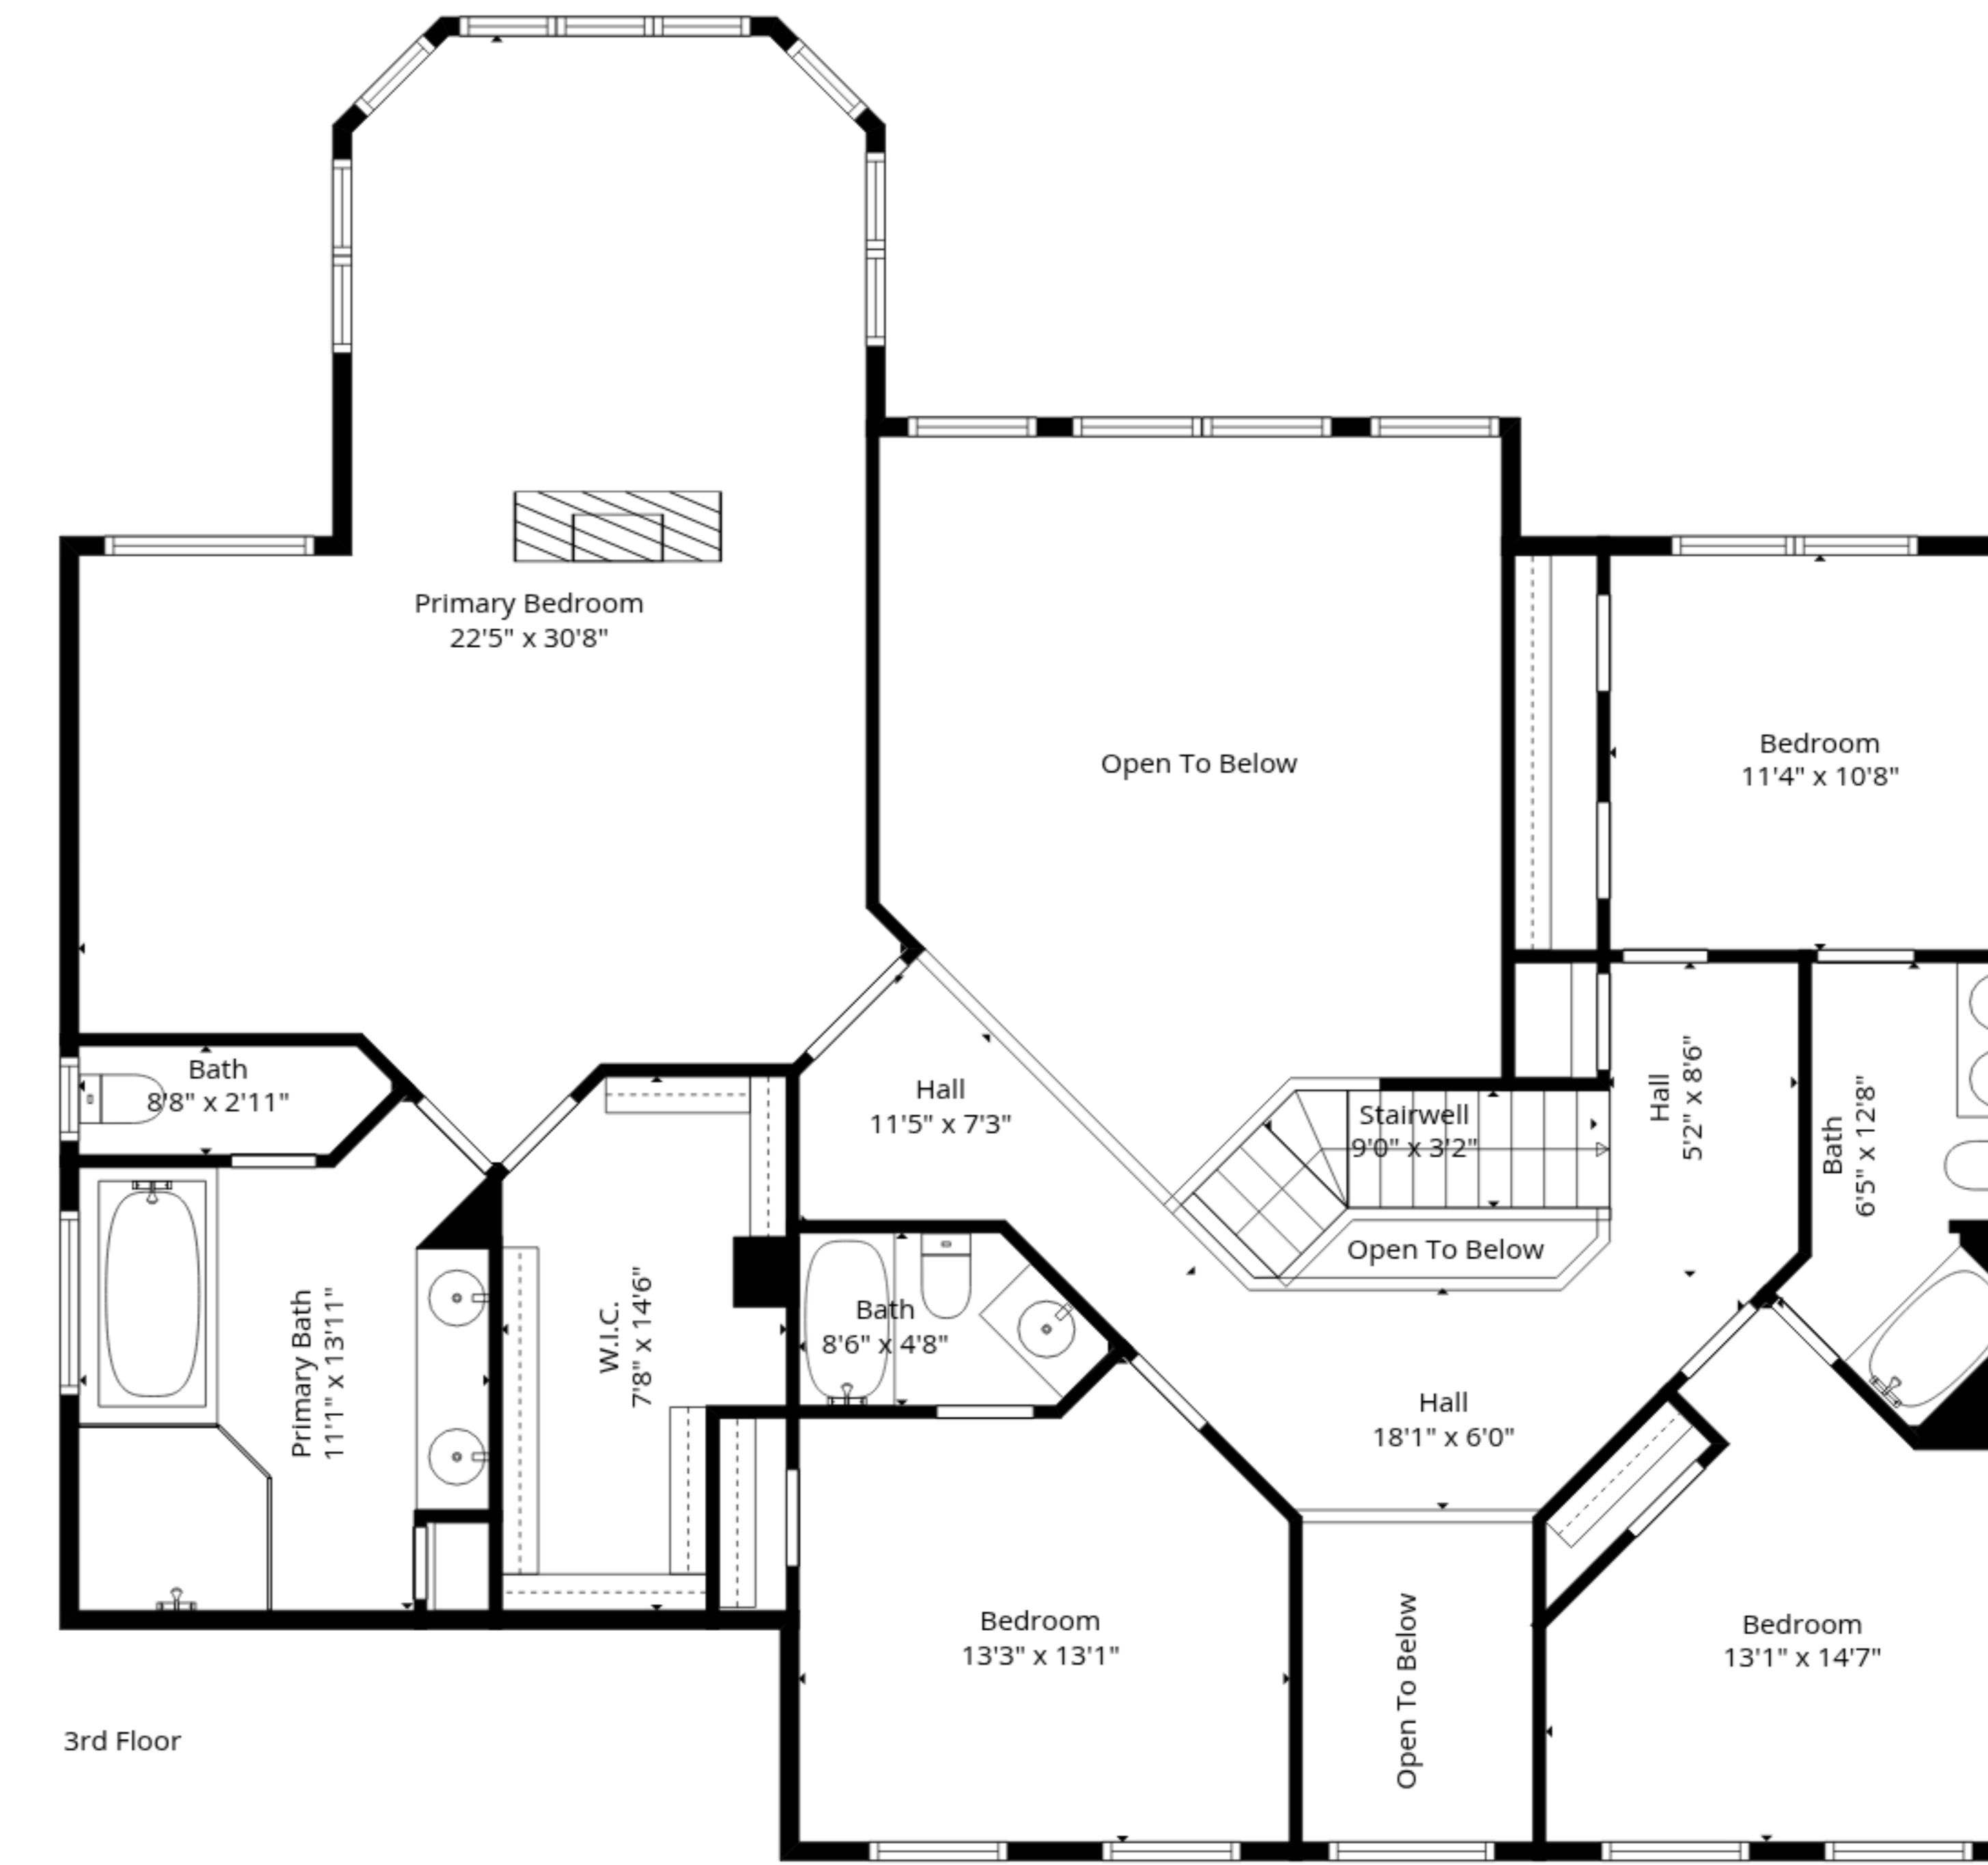 Primary Bedroom
22'5" x 30'8"
Open To Below
Bedroom
11'4" x 10'8"
Bath
8'8" x 2'11"
Hall
11'5" x 7'3"
Stairwell
9'0" x 3'2"
Hall
5'2" x 8'6"
Bath
6'5" x 12'8"
Open To Below
Primary Bath
11'1" x 13'11"
W.I.C.
7'8" x 14'6"
Bath
8'6" x 4'8"
Hall
18'1" x 6'0"
Bedroom
13'3" x 13'1"
Open To Below
Bedroom
13'1" x 14'7"
3rd Floor